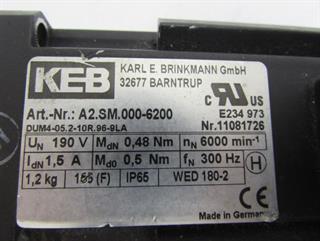 KEB
KARL E. BRINKMANN GmbH
32677 BARNTRUP
C UR US
Art.-Nr.: A2.SM.000-6200
E234 973
DUM4-05.2-10R.96-9LA
Nr.11081726
UN 190 V MdN 0,48 Nm nN 6000 min⁻¹
IdN 1,5 A Md0 0,5 Nm fN 300 Hz
H
1,2 kg 155 (F) IP65 WED 180-2
Made in Germany